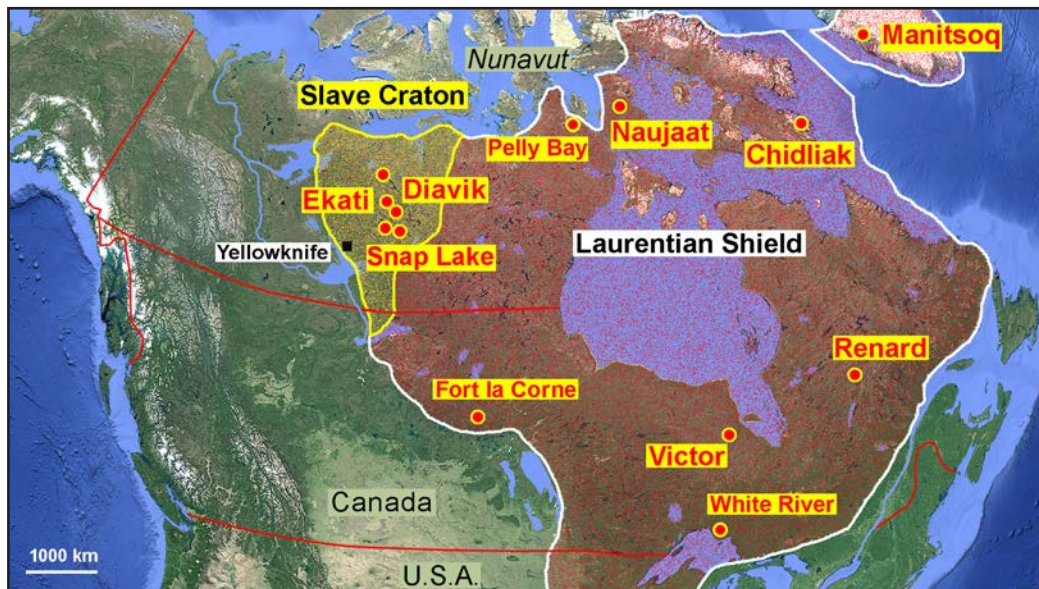 Manitsoq
Nunavut
Slave Craton
Naujaat
Pelly Bay
Chidliak
Ekati
Diavik
Yellowknife
Snap Lake
Laurentian Shield
Renard
Fort la Corne
Victor
White River
Canada
1000 km
U.S.A.